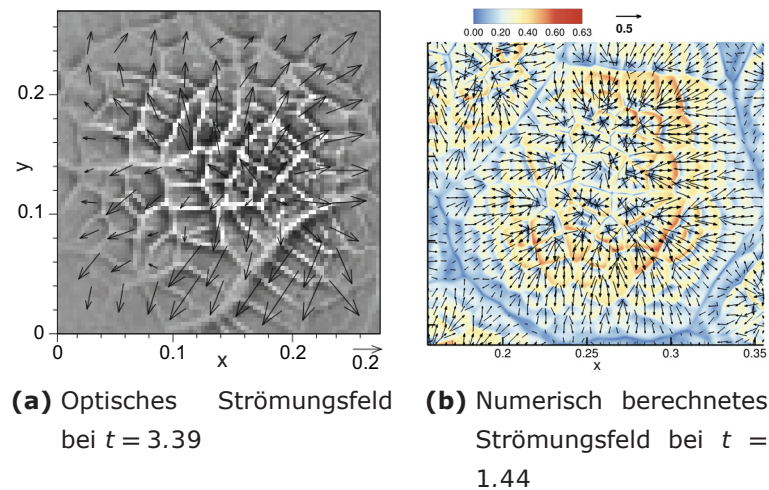 0.00 0.20 0.40 0.60 0.63
0.5
0.2
y
0.1
0
0 0.1 x 0.2 0.2
0.2 0.25 0.3 0.35
x
(a) Optisches Strömungsfeld
bei t = 3.39
(b) Numerisch berechnetes
Strömungsfeld bei t =
1.44